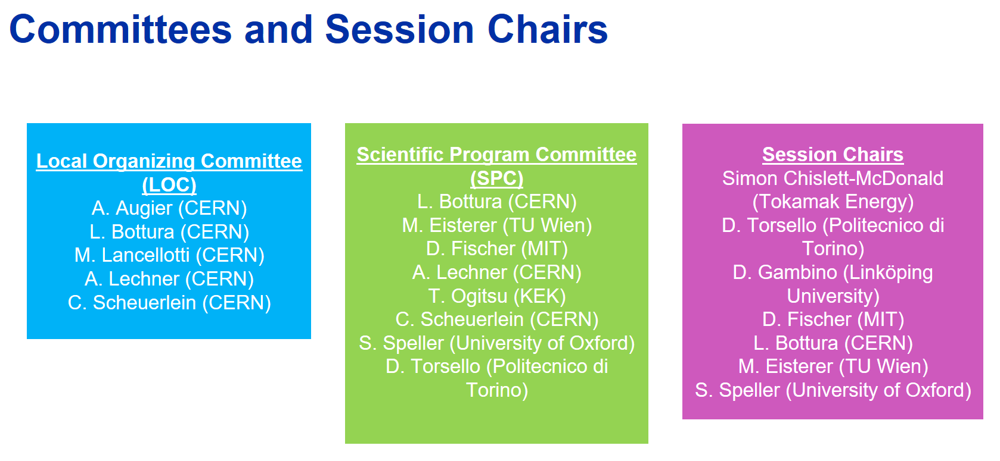 Committees and Session Chairs
Local Organizing Committee
(LOC)
A. Augier (CERN)
L. Bottura (CERN)
M. Lancellotti (CERN)
A. Lechner (CERN)
C. Scheuerlein (CERN)
Scientific Program Committee
(SPC)
L. Bottura (CERN)
M. Eisterer (TU Wien)
D. Fischer (MIT)
A. Lechner (CERN)
T. Ogitsu (KEK)
C. Scheuerlein (CERN)
S. Speller (University of Oxford)
D. Torsello (Politecnico di
Torino)
Session Chairs
Simon Chislett-McDonald
(Tokamak Energy)
D. Torsello (Politecnico di
Torino)
D. Gambino (Linköping
University)
D. Fischer (MIT)
L. Bottura (CERN)
M. Eisterer (TU Wien)
S. Speller (University of Oxford)